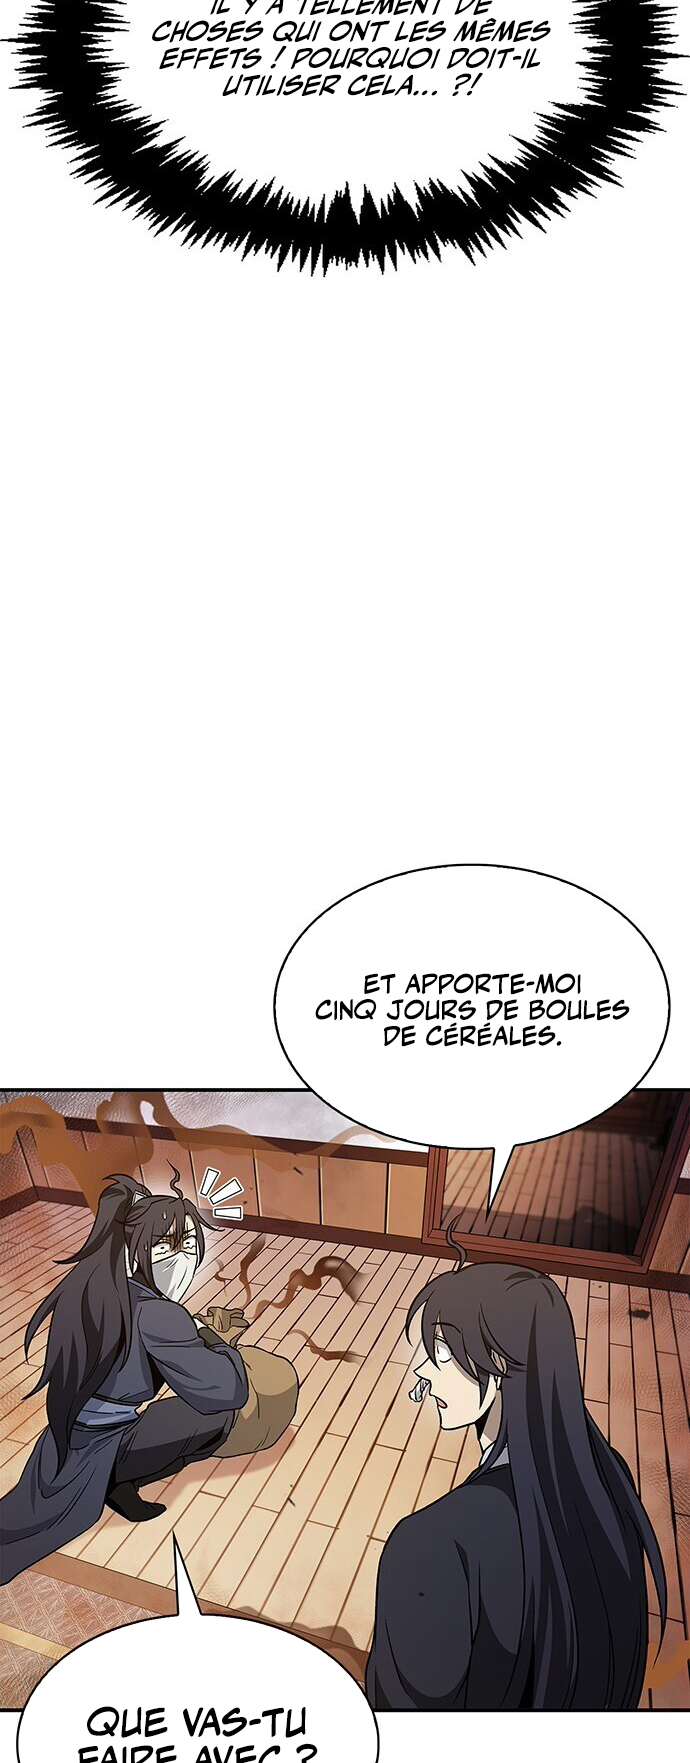 IL Y A TELLEMENT DE
CHOSES QUI ONT LES MÊMES
EFFETS ! POURQUOI DOIT-IL
UTILISER CELA... ?!
ET APPORTE-MOI
CINQ JOURS DE BOULES
DE CÉRÉALES.
QUE VAS-TU
FAIRE AVEC ?